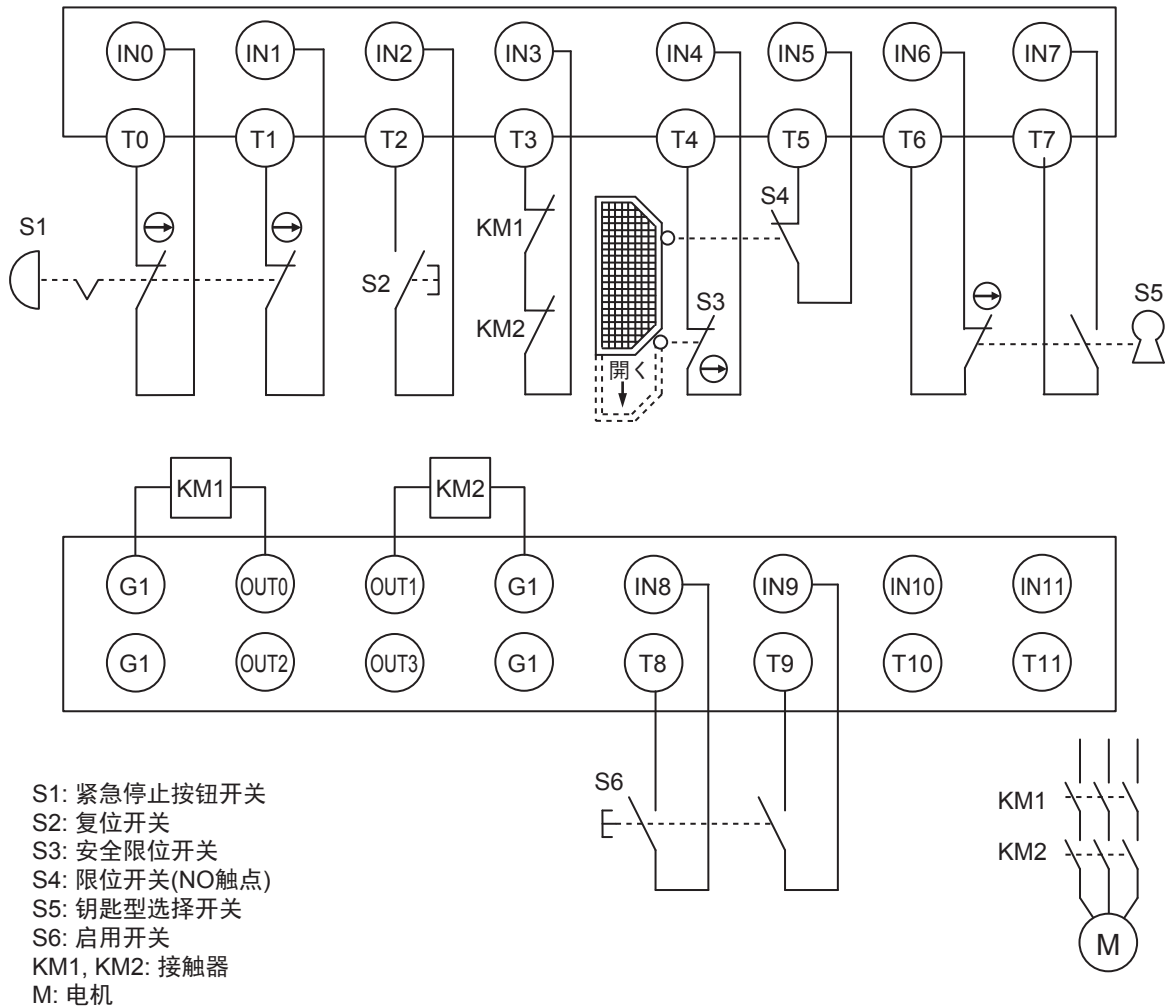 IN0 IN1 IN2 IN3 IN4 IN5 IN6 IN7
T0 T1 T2 T3 T4 T5 T6 T7
S1
S2
KM1
KM2
S4
S3
開く
S5
KM1 KM2
G1 OUT0 OUT1 G1 IN8 IN9 IN10 IN11
G1 OUT2 OUT3 G1 T8 T9 T10 T11
S6
KM1
KM2
M
S1: 紧急停止按钮开关
S2: 复位开关
S3: 安全限位开关
S4: 限位开关(NO触点)
S5: 钥匙型选择开关
S6: 启用开关
KM1, KM2: 接触器
M: 电机